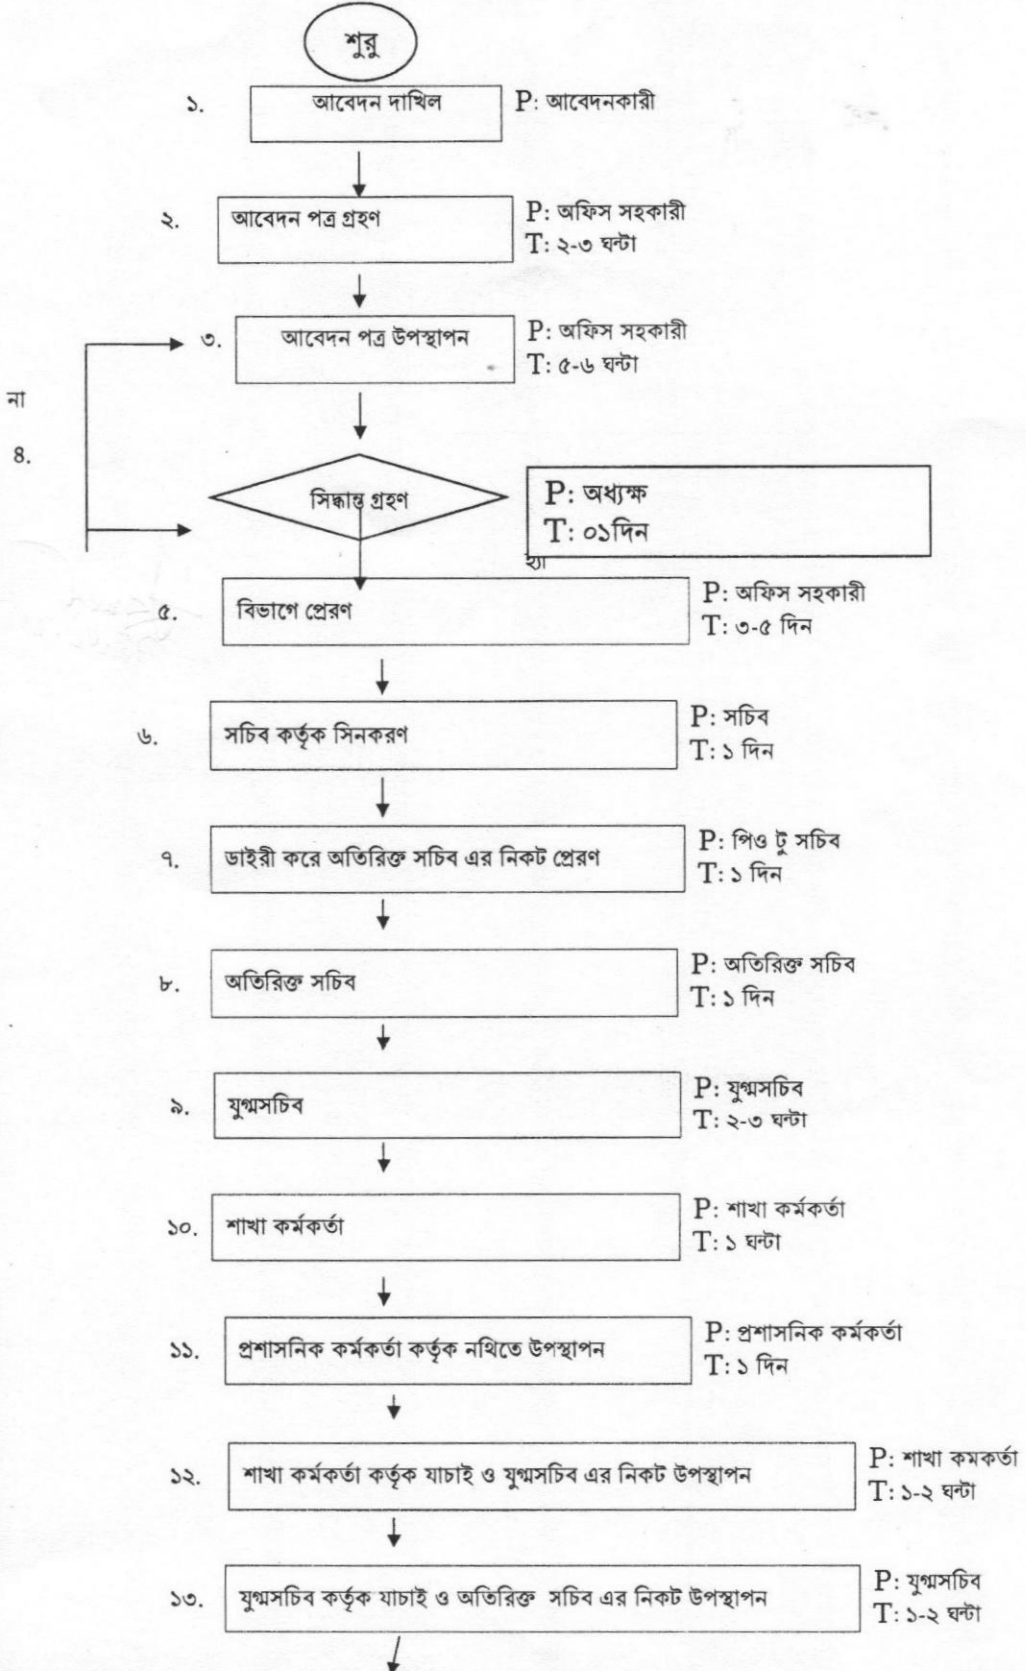 শুরু
১. আবেদন দাখিল P: আবেদনকারী
২. আবেদন পত্র গ্রহণ P: অফিস সহকারী
T: ২-৩ ঘন্টা
৩. আবেদন পত্র উপস্থাপন P: অফিস সহকারী
T: ৫-৬ ঘন্টা
না
৪. সিদ্ধান্ত গ্রহণ P: অধ্যক্ষ
T: ০১দিন
হ্যা
৫. বিভাগে প্রেরণ P: অফিস সহকারী
T: ৩-৫ দিন
৬. সচিব কর্তৃক সিনকরণ P: সচিব
T: ১ দিন
৭. ডাইরী করে অতিরিক্ত সচিব এর নিকট প্রেরণ P: পিও টু সচিব
T: ১ দিন
৮. অতিরিক্ত সচিব P: অতিরিক্ত সচিব
T: ১ দিন
৯. যুগ্মসচিব P: যুগ্মসচিব
T: ২-৩ ঘন্টা
১০. শাখা কর্মকর্তা P: শাখা কর্মকর্তা
T: ১ ঘন্টা
১১. প্রশাসনিক কর্মকর্তা কর্তৃক নথিতে উপস্থাপন P: প্রশাসনিক কর্মকর্তা
T: ১ দিন
১২. শাখা কর্মকর্তা কর্তৃক যাচাই ও যুগ্মসচিব এর নিকট উপস্থাপন P: শাখা কমকর্তা
T: ১-২ ঘন্টা
১৩. যুগ্মসচিব কর্তৃক যাচাই ও অতিরিক্ত সচিব এর নিকট উপস্থাপন P: যুগ্মসচিব
T: ১-২ ঘন্টা